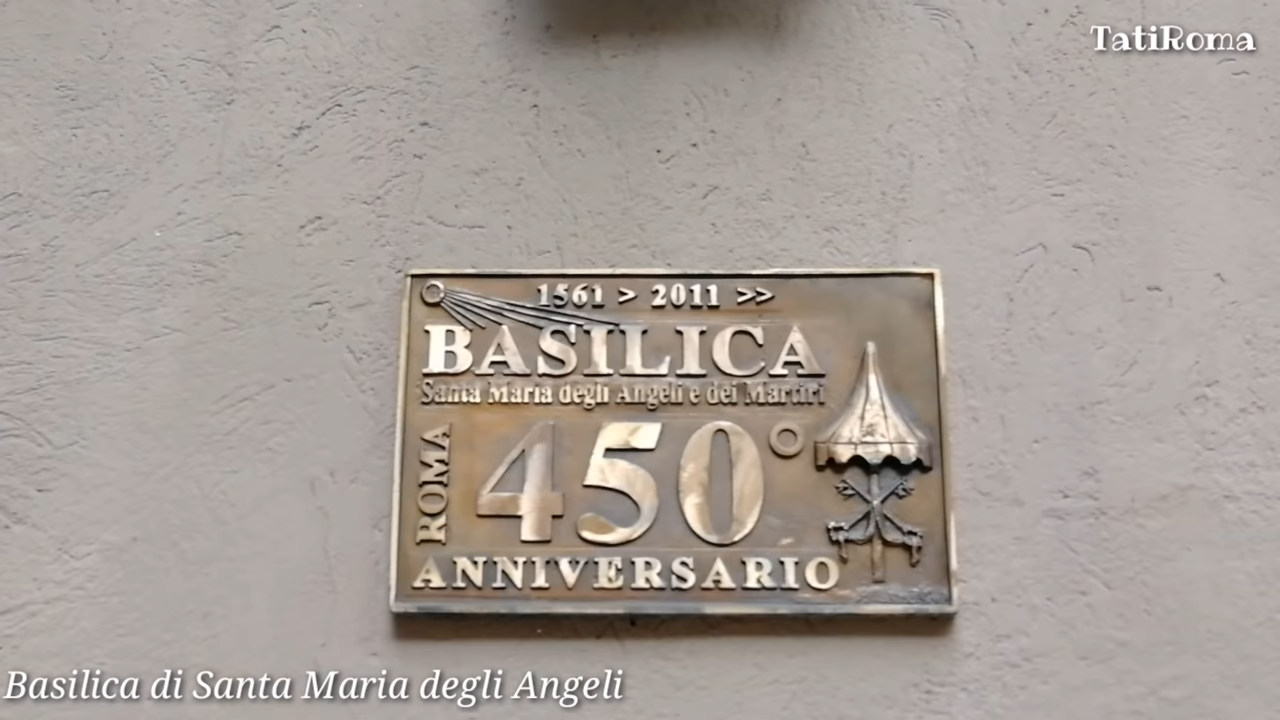 TatiRoma
1561 > 2011 >>
BASILICA
Santa Maria degli Angeli e dei Martiri
ROMA
450°
ANNIVERSARIO
Basilica di Santa Maria degli Angeli